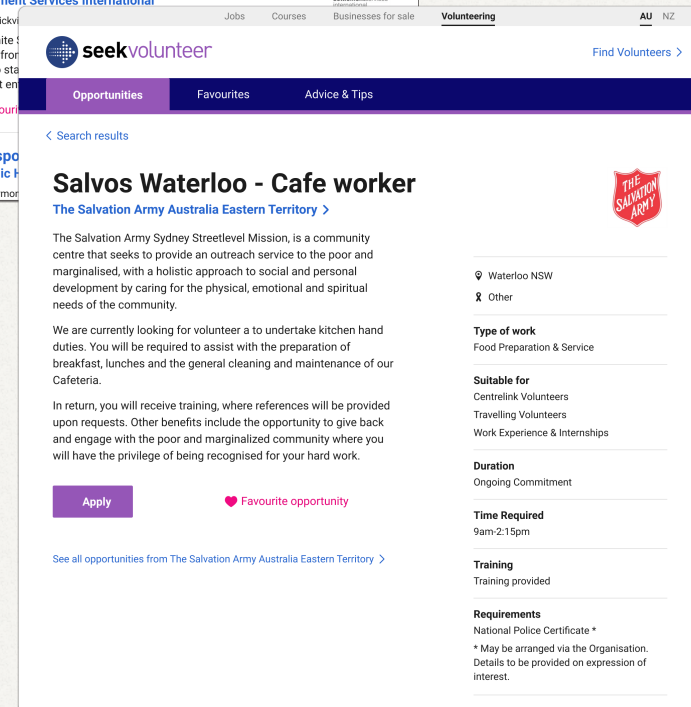 ment Services International
international
Jobs Courses Businesses for sale Volunteering AU NZ
seekvolunteer
Find Volunteers >
Opportunities Favourites Advice & Tips
< Search results
Salvos Waterloo - Cafe worker
The Salvation Army Australia Eastern Territory >
THE
SALVATION
ARMY
The Salvation Army Sydney Streetlevel Mission, is a community
centre that seeks to provide an outreach service to the poor and
marginalised, with a holistic approach to social and personal
development by caring for the physical, emotional and spiritual
needs of the community.
We are currently looking for volunteer a to undertake kitchen hand
duties. You will be required to assist with the preparation of
breakfast, lunches and the general cleaning and maintenance of our
Cafeteria.
In return, you will receive training, where references will be provided
upon requests. Other benefits include the opportunity to give back
and engage with the poor and marginalized community where you
will have the privilege of being recognised for your hard work.
Apply
Favourite opportunity
See all opportunities from The Salvation Army Australia Eastern Territory >
Waterloo NSW
Other
Type of work
Food Preparation & Service
Suitable for
Centrelink Volunteers
Travelling Volunteers
Work Experience & Internships
Duration
Ongoing Commitment
Time Required
9am-2:15pm
Training
Training provided
Requirements
National Police Certificate *
* May be arranged via the Organisation.
Details to be provided on expression of
interest.